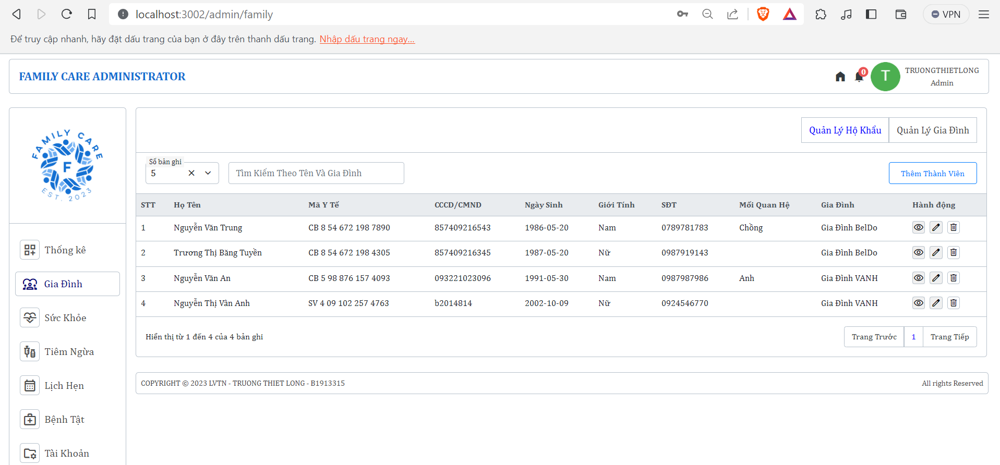 localhost:3002/admin/family
VPN
Để truy cập nhanh, hãy đặt dấu trang của bạn ở đây trên thanh dấu trang. Nhập dấu trang ngay...
FAMILY CARE ADMINISTRATOR
0
T
TRUONGTHIETLONG
Admin
FAMILY CARE
F
EST. 2023
Thống kê
Gia Đình
Sức Khỏe
Tiêm Ngừa
Lịch Hẹn
Bệnh Tật
Tài Khoản
Quản Lý Hộ Khẩu Quản Lý Gia Đình
Số bản ghi
5 Tìm Kiếm Theo Tên Và Gia Đình Thêm Thành Viên
STT Họ Tên Mã Y Tế CCCD/CMND Ngày Sinh Giới Tính SĐT Mối Quan Hệ Gia Đình Hành động
1 Nguyễn Văn Trung CB 8 54 672 198 7890 857409216543 1986-05-20 Nam 0789781783 Chồng Gia Đình BelDo
2 Trương Thị Băng Tuyền CB 8 54 672 198 4305 857409216345 1987-05-20 Nữ 0987919143 Gia Đình BelDo
3 Nguyễn Văn An CB 5 98 876 157 4093 093221023096 1991-05-30 Nam 0987987986 Anh Gia Đình VANH
4 Nguyễn Thị Vân Anh SV 4 09 102 257 4763 b2014814 2002-10-09 Nữ 0924546770 Gia Đình VANH
Hiển thị từ 1 đến 4 của 4 bản ghi
Trang Trước 1 Trang Tiếp
COPYRIGHT © 2023 LVTN - TRUONG THIET LONG - B1913315
All rights Reserved